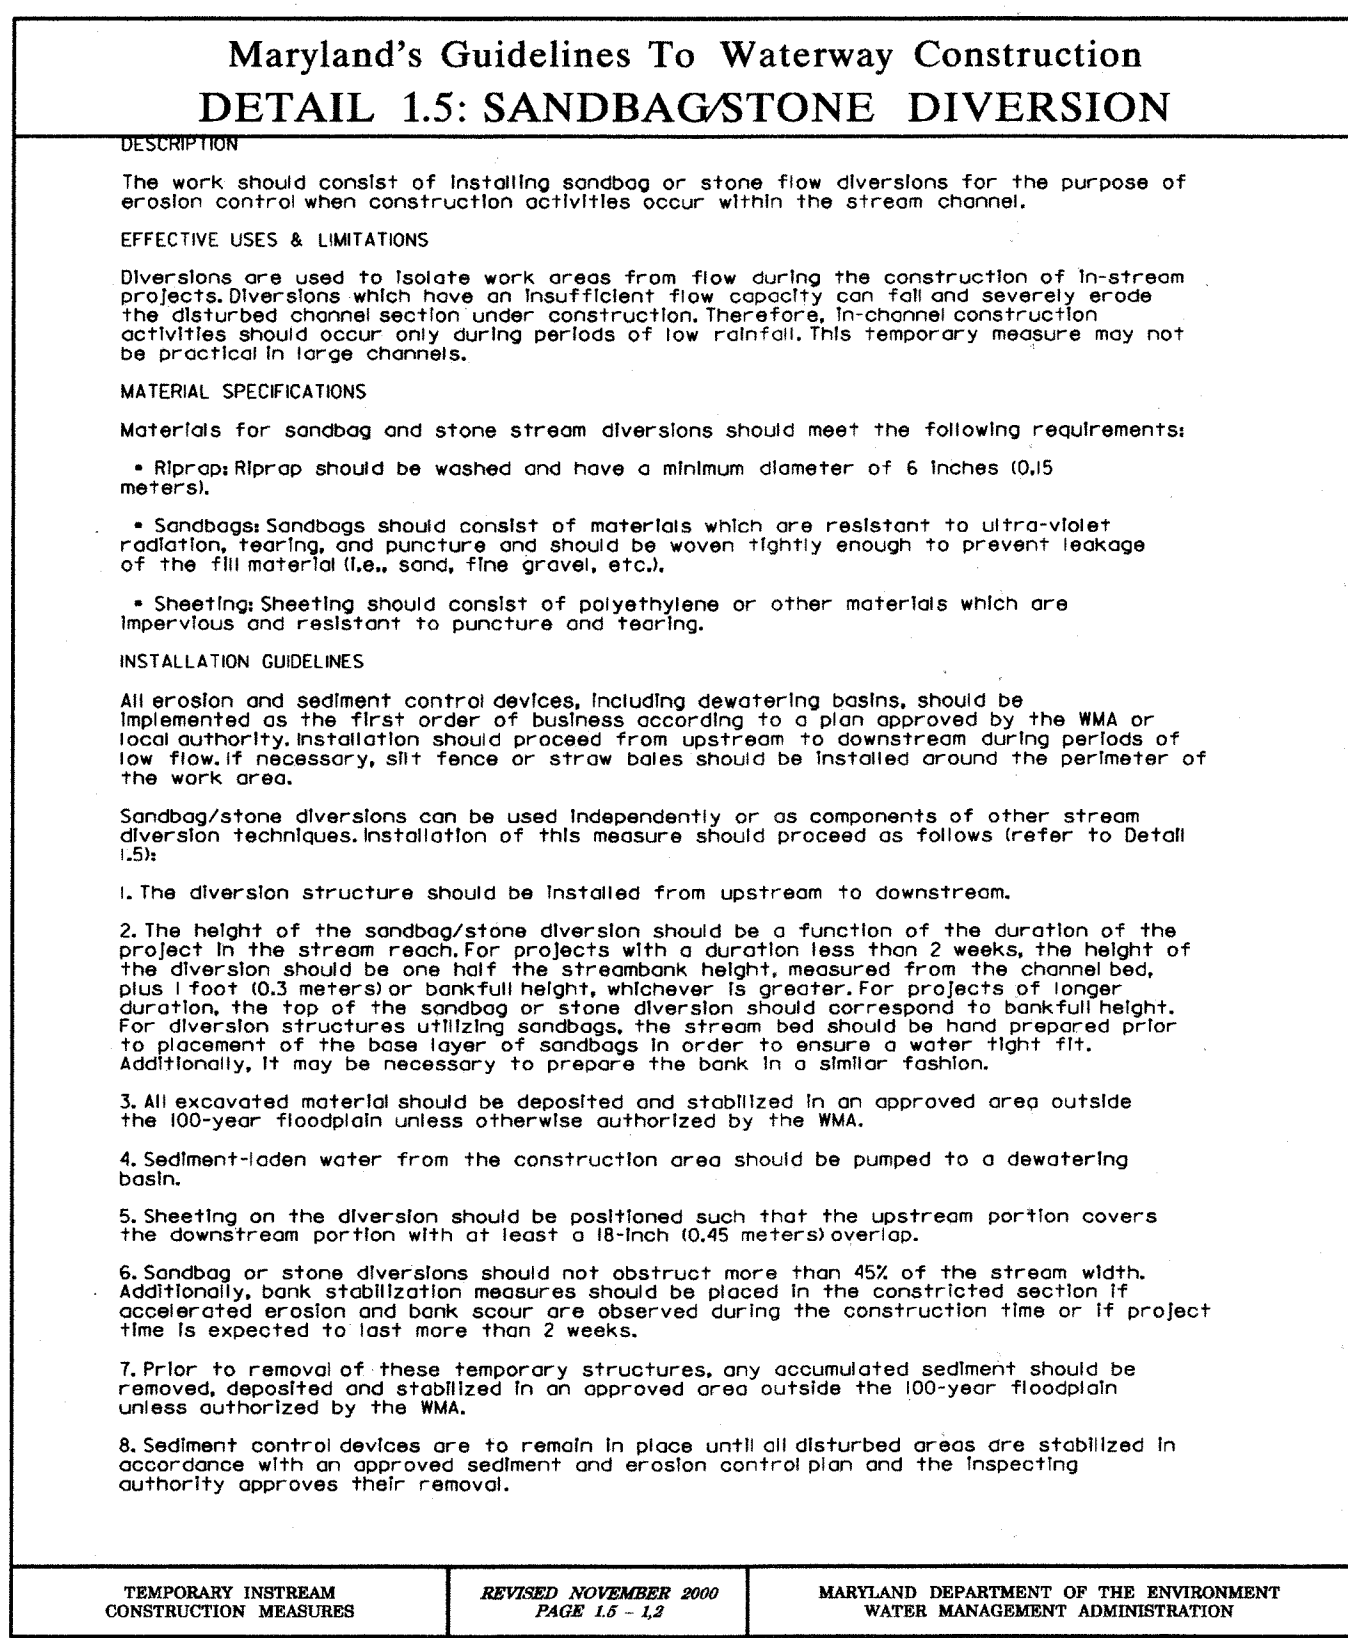 Maryland's Guidelines To Waterway Construction
DETAIL 1.5: SANDBAG/STONE DIVERSION
DESCRIPTION
The work should consist of installing sandbag or stone flow diversions for the purpose of
erosion control when construction activities occur within the stream channel.
EFFECTIVE USES & LIMITATIONS
Diversions are used to isolate work areas from flow during the construction of in-stream
projects. Diversions which have an insufficient flow capacity can fail and severely erode
the disturbed channel section under construction. Therefore, in-channel construction
activities should occur only during periods of low rainfall. This temporary measure may not
be practical in large channels.
MATERIAL SPECIFICATIONS
Materials for sandbag and stone stream diversions should meet the following requirements:
• Riprap: Riprap should be washed and have a minimum diameter of 6 inches (0.15
meters).
• Sandbags: Sandbags should consist of materials which are resistant to ultra-violet
radiation, tearing, and puncture and should be woven tightly enough to prevent leakage
of the fill material (i.e., sand, fine gravel, etc.).
• Sheeting: Sheeting should consist of polyethylene or other materials which are
impervious and resistant to puncture and tearing.
INSTALLATION GUIDELINES
All erosion and sediment control devices, including dewatering basins, should be
implemented as the first order of business according to a plan approved by the WMA or
local authority. Installation should proceed from upstream to downstream during periods of
low flow. If necessary, silt fence or straw bales should be installed around the perimeter of
the work area.
Sandbag/stone diversions can be used independently or as components of other stream
diversion techniques. Installation of this measure should proceed as follows (refer to Detail
1.5):
1. The diversion structure should be installed from upstream to downstream.
2. The height of the sandbag/stone diversion should be a function of the duration of the
project in the stream reach. For projects with a duration less than 2 weeks, the height of
the diversion should be one half the streambank height, measured from the channel bed,
plus 1 foot (0.3 meters) or bankfull height, whichever is greater. For projects of longer
duration, the top of the sandbag or stone diversion should correspond to bankfull height.
For diversion structures utilizing sandbags, the stream bed should be hand prepared prior
to placement of the base layer of sandbags in order to ensure a water tight fit.
Additionally, it may be necessary to prepare the bank in a similar fashion.
3. All excavated material should be deposited and stabilized in an approved area outside
the 100-year floodplain unless otherwise authorized by the WMA.
4. Sediment-laden water from the construction area should be pumped to a dewatering
basin.
5. Sheeting on the diversion should be positioned such that the upstream portion covers
the downstream portion with at least a 18-inch (0.45 meters) overlap.
6. Sandbag or stone diversions should not obstruct more than 45% of the stream width.
Additionally, bank stabilization measures should be placed in the constricted section if
accelerated erosion and bank scour are observed during the construction time or if project
time is expected to last more than 2 weeks.
7. Prior to removal of these temporary structures, any accumulated sediment should be
removed, deposited and stabilized in an approved area outside the 100-year floodplain
unless authorized by the WMA.
8. Sediment control devices are to remain in place until all disturbed areas are stabilized in
accordance with an approved sediment and erosion control plan and the inspecting
authority approves their removal.
TEMPORARY INSTREAM
CONSTRUCTION MEASURES
REVISED NOVEMBER 2000
PAGE 1.5 - 1,2
MARYLAND DEPARTMENT OF THE ENVIRONMENT
WATER MANAGEMENT ADMINISTRATION